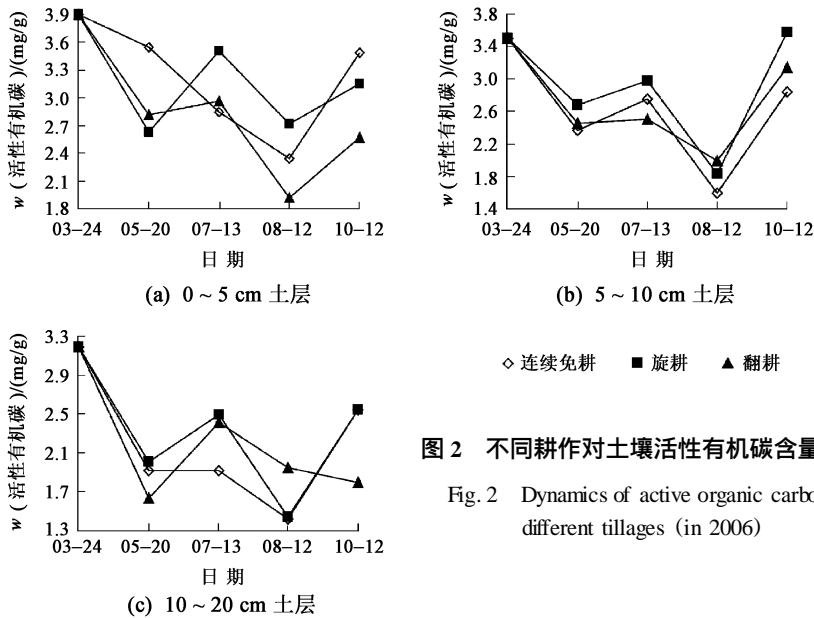 w(活性有机碳)/(mg/g)
3.9
3.6
3.3
3.0
2.7
2.4
2.1
1.8
03-24 05-20 07-13 08-12 10-12
日 期
(a) 0~5 cm 土层
w(活性有机碳)/(mg/g)
3.8
3.4
3.0
2.6
2.2
1.8
1.4
03-24 05-20 07-13 08-12 10-12
日 期
(b) 5~10 cm 土层
w(活性有机碳)/(mg/g)
3.3
2.9
2.5
2.1
1.7
1.3
03-24 05-20 07-13 08-12 10-12
日 期
(c) 10~20 cm 土层
◇ 连续免耕 ■ 旋耕 ▲ 翻耕
图 2 不同耕作对土壤活性有机碳含量
Fig. 2 Dynamics of active organic carbo
different tillages (in 2006)